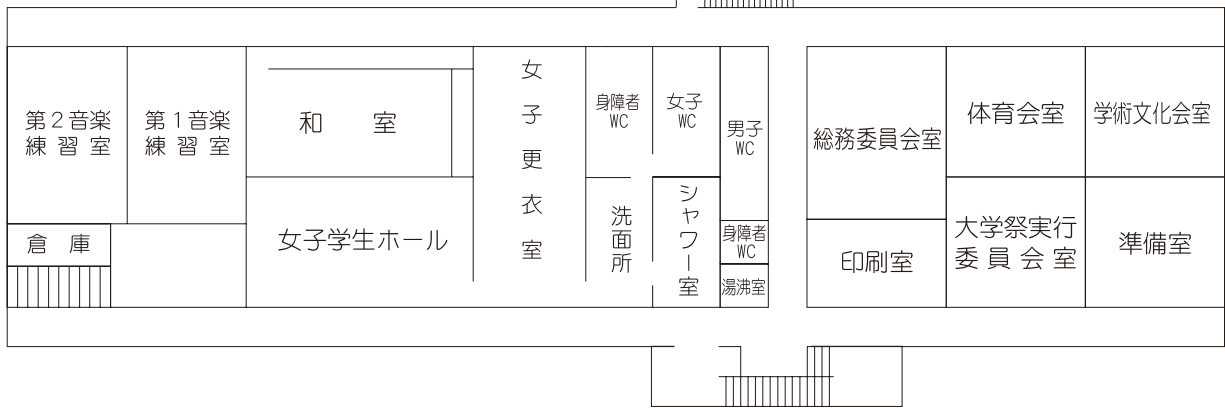 第2音楽
練習室
第1音楽
練習室
和室
女子更衣室
身障者
WC
女子
WC
男子
WC
総務委員会室
体育会室
学術文化会室
倉庫
女子学生ホール
洗面所
シャワー室
身障者
WC
湯沸室
印刷室
大学祭実行
委員会室
準備室